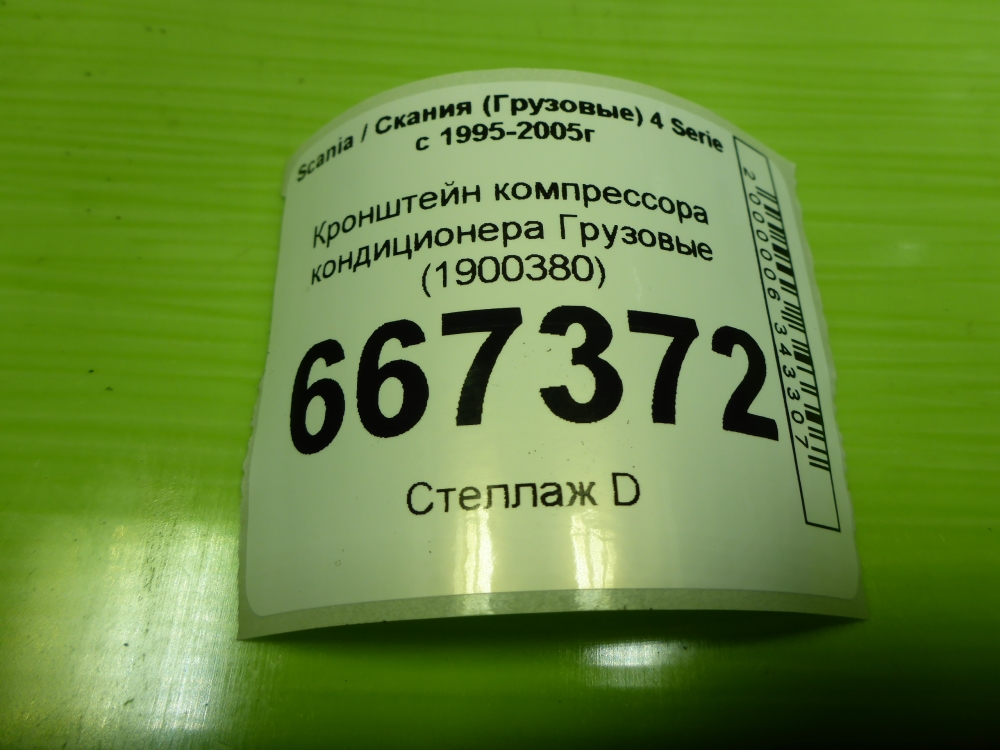 Scania / Скания (Грузовые) 4 Serie
с 1995-2005г
Кронштейн компрессора
кондиционера Грузовые
(1900380)
667372
Стеллаж D
2000006343307